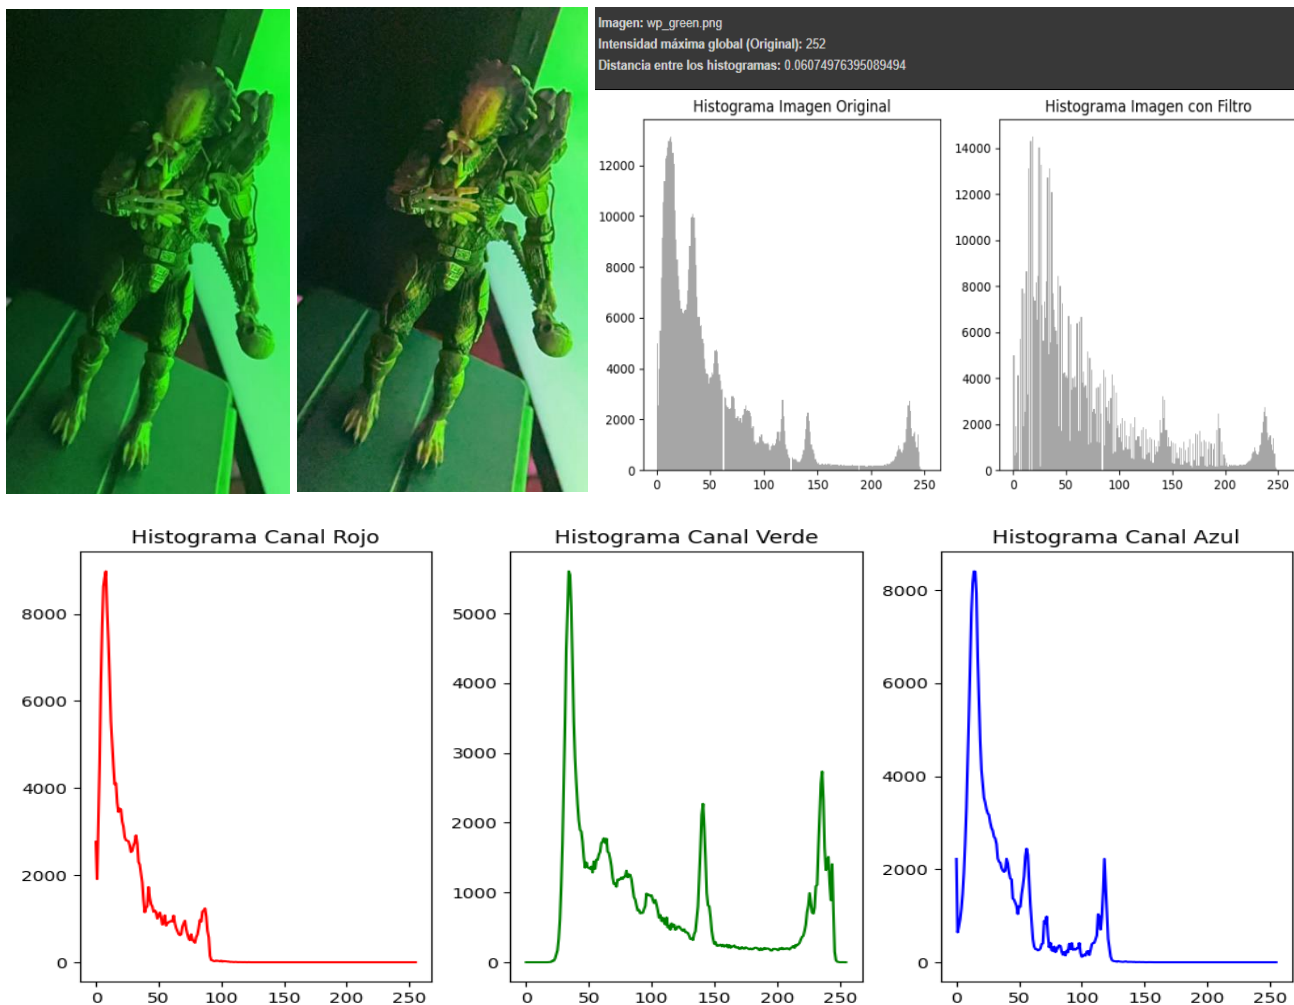 Imagen: wp_green.png
Intensidad máxima global (Original): 252
Distancia entre los histogramas: 0.06074976395089494
Histograma Imagen Original
Histograma Imagen con Filtro
12000
10000
8000
6000
4000
2000
0
0 50 100 150 200 250
14000
12000
10000
8000
6000
4000
2000
0
0 50 100 150 200 250
Histograma Canal Rojo
Histograma Canal Verde
Histograma Canal Azul
8000
6000
4000
2000
0
0 50 100 150 200 250
5000
4000
3000
2000
1000
0
0 50 100 150 200 250
8000
6000
4000
2000
0
0 50 100 150 200 250